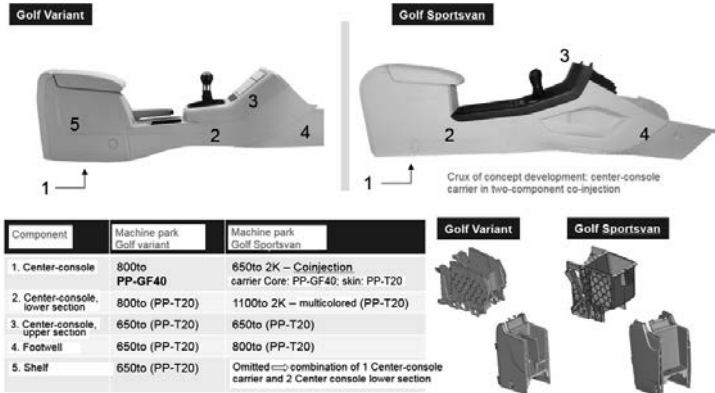 Golf Variant
Golf Sportsvan
3
3
5
2
4
2
4
1
1
Crux of concept development: center-console
carrier in two-component co-injection
Component
Machine park
Golf variant
Machine park
Golf Sportsvan
1. Center-console
800to
PP-GF40
650to 2K – Coinjection
carrier Core: PP-GF40; skin: PP-T20
2. Center-console,
lower section
800to (PP-T20)
1100to 2K – multicolored (PP-T20)
3. Center-console,
upper section
650to (PP-T20)
650to (PP-T20)
4. Footwell
650to (PP-T20)
800to (PP-T20)
5. Shelf
650to (PP-T20)
Omitted ⇨ combination of 1 Center-console
carrier and 2 Center console lower section
Golf Variant
Golf Sportsvan